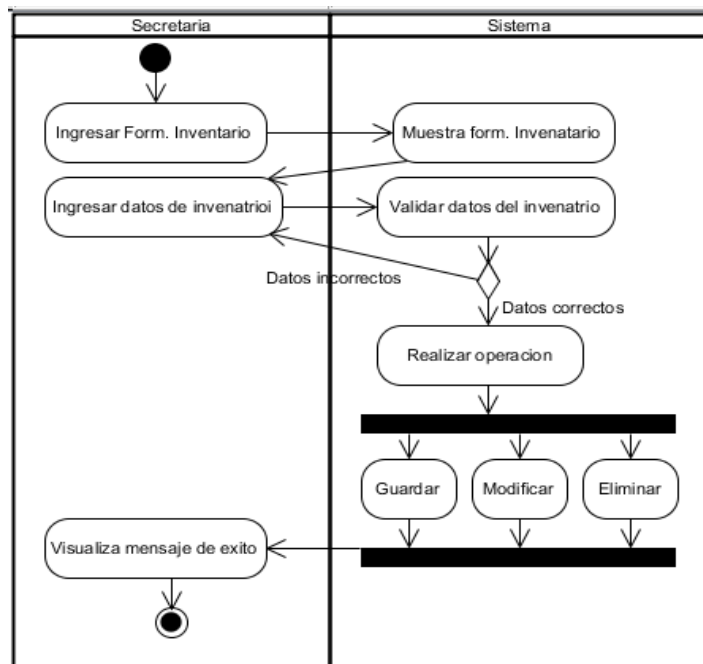 Secretaria
Sistema
Ingresar Form. Inventario
Muestra form. Invenatario
Ingresar datos de invenatrioi
Validar datos del invenatrio
Datos incorrectos
Datos correctos
Realizar operacion
Guardar
Modificar
Eliminar
Visualiza mensaje de exito